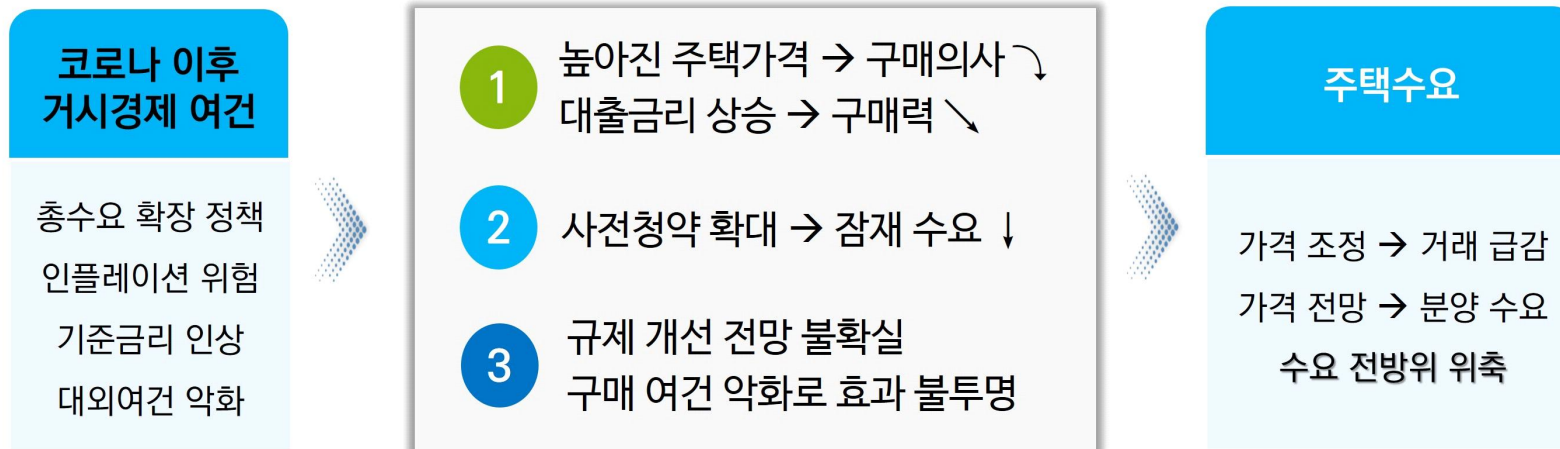 코로나 이후
거시경제 여건
총수요 확장 정책
인플레이션 위험
기준금리 인상
대외여건 악화
1
높아진 주택가격 → 구매의사 ⤵
대출금리 상승 → 구매력 ↘
2
사전청약 확대 → 잠재 수요 ↓
3
규제 개선 전망 불확실
구매 여건 악화로 효과 불투명
주택수요
가격 조정 → 거래 급감
가격 전망 → 분양 수요
수요 전방위 위축